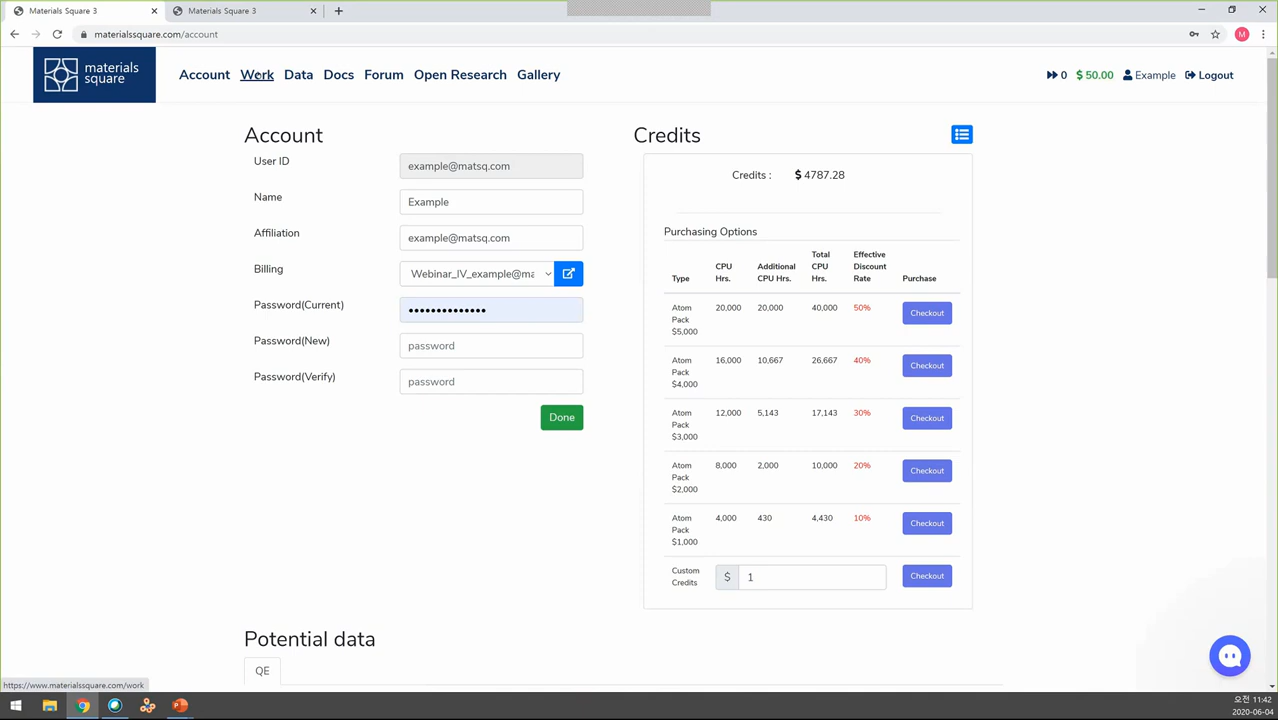 Materials Square 3
Materials Square 3
materialssquare.com/account
M
materials
square
Account Work Data Docs Forum Open Research Gallery
0 $ 50.00 Example Logout
Account
User ID
example@matsq.com
Name
Example
Affiliation
example@matsq.com
Billing
Webinar_IV_example@ma
Password(Current)
••••••••••••••
Password(New)
password
Password(Verify)
password
Done
Credits
Credits : $ 4787.28
Purchasing Options
Type CPU Hrs. Additional CPU Hrs. Total CPU Hrs. Effective Discount Rate Purchase
Atom Pack $5,000 20,000 20,000 40,000 50% Checkout
Atom Pack $4,000 16,000 10,667 26,667 40% Checkout
Atom Pack $3,000 12,000 5,143 17,143 30% Checkout
Atom Pack $2,000 8,000 2,000 10,000 20% Checkout
Atom Pack $1,000 4,000 430 4,430 10% Checkout
Custom Credits $ 1 Checkout
Potential data
QE
https://www.materialssquare.com/work
오전 11:42
2020-06-04